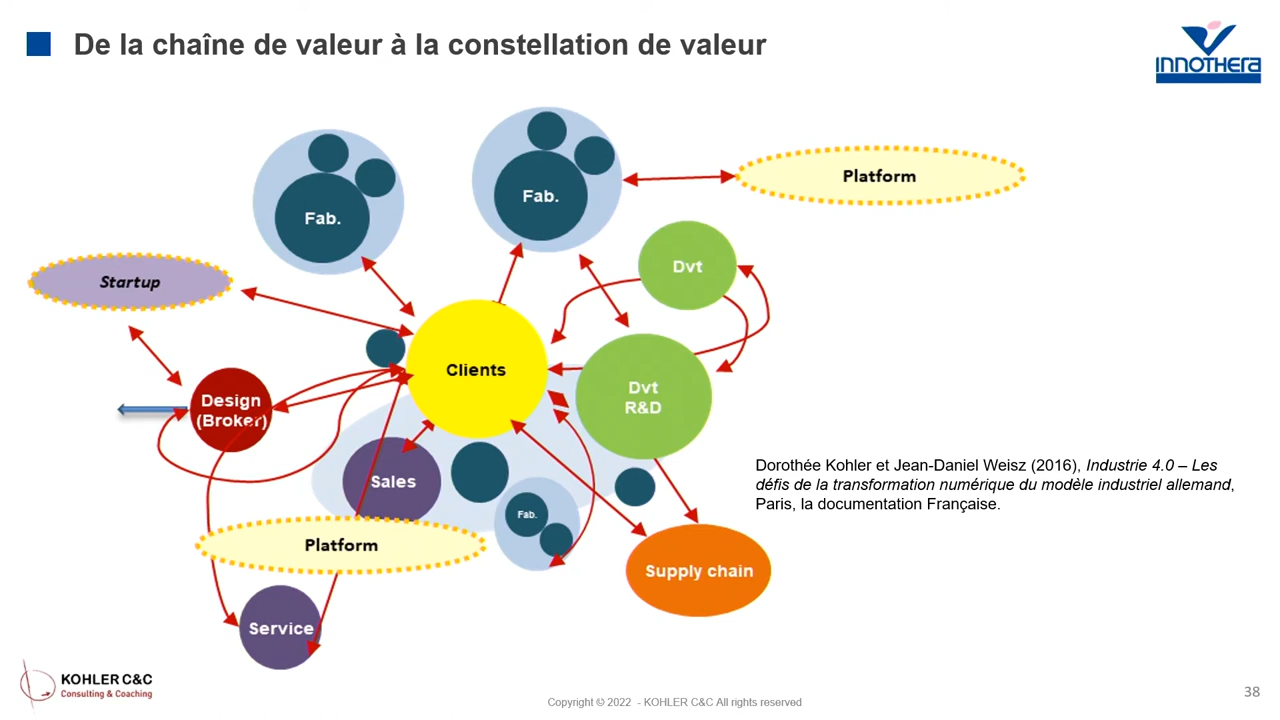 De la chaîne de valeur à la constellation de valeur
INNOTHERA
Fab.
Fab.
Platform
Dvt
Startup
Clients
Dvt
R&D
Design
(Broker)
Sales
Fab.
Dorothée Kohler et Jean-Daniel Weisz (2016), Industrie 4.0 – Les
défis de la transformation numérique du modèle industriel allemand,
Paris, la documentation Française.
Platform
Supply chain
Service
KOHLER C&C
Consulting & Coaching
Copyright © 2022 - KOHLER C&C All rights reserved
38